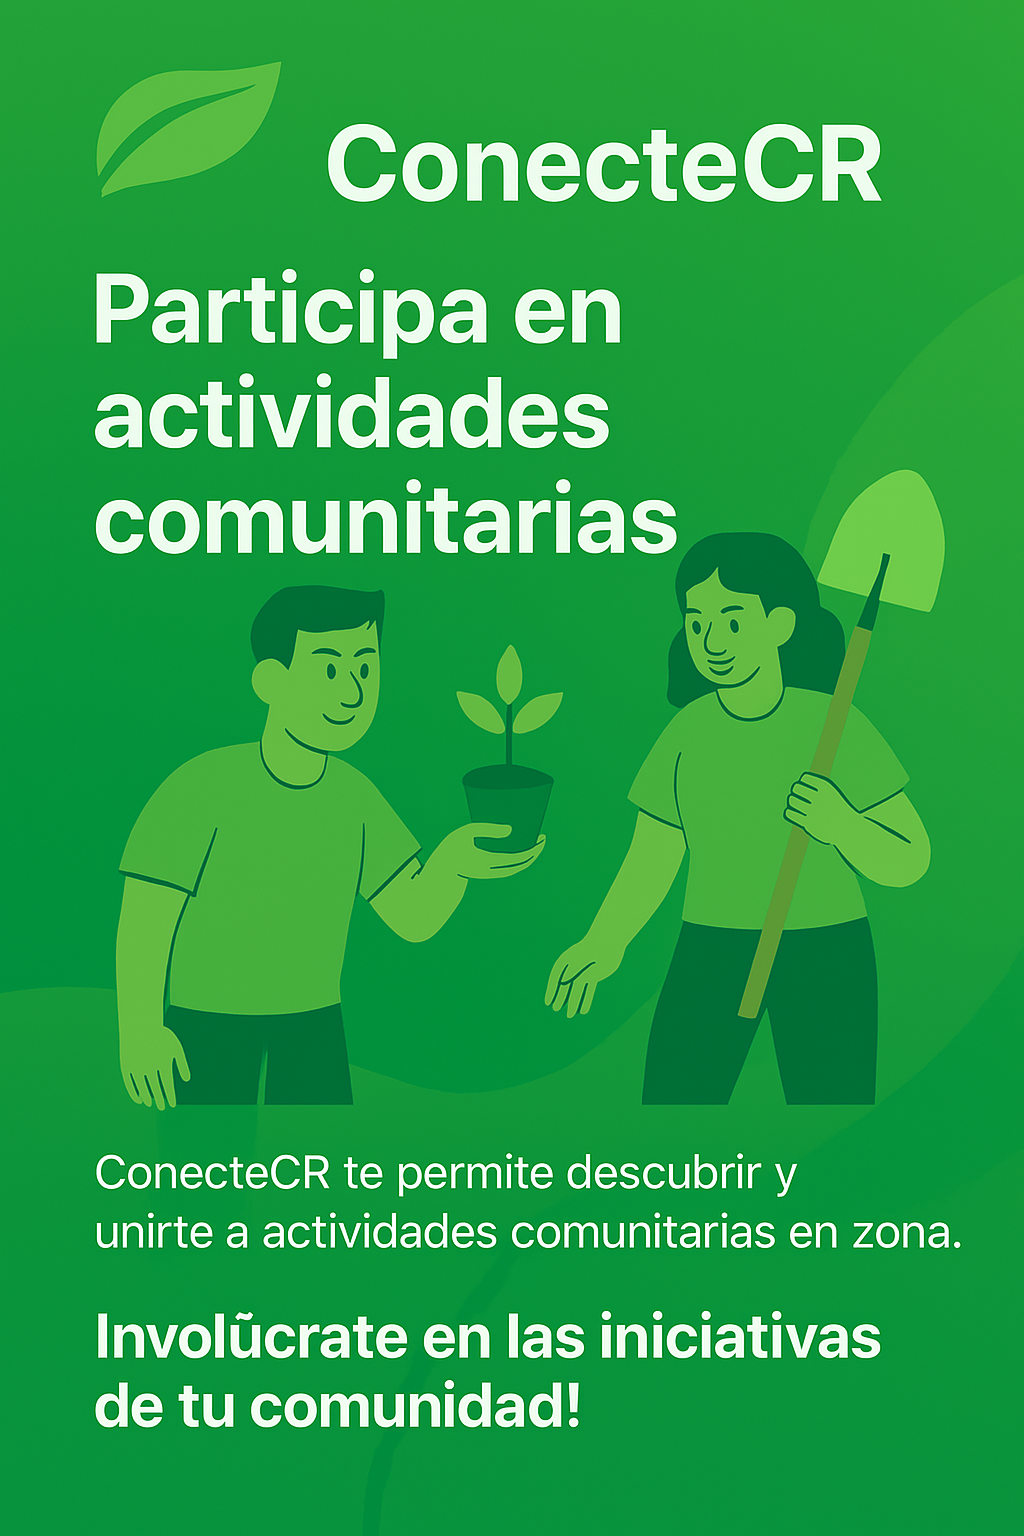 ConecteCR
Participa en
actividades
comunitarias
ConecteCR te permite descubrir y
unirte a actividades comunitarias en zona.
Involũcrate en las iniciativas
de tu comunidad!